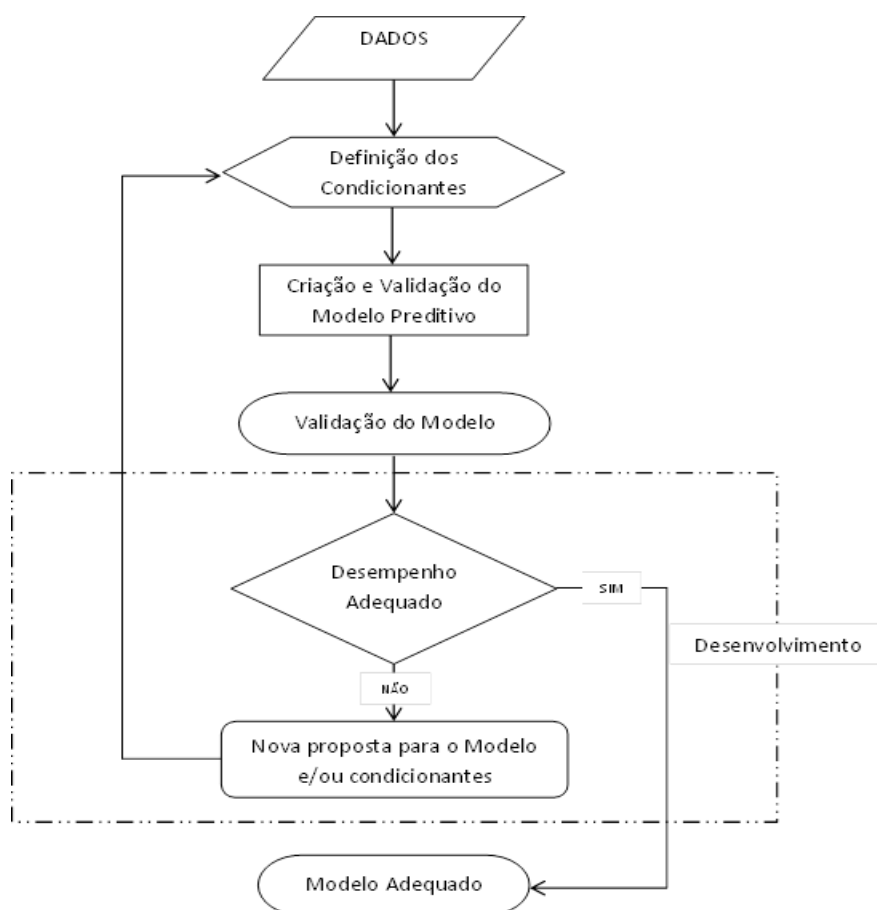 DADOS
Definição dos
Condicionantes
Criação e Validação do
Modelo Preditivo
Validação do Modelo
Desempenho
Adequado
SIM
Desenvolvimento
NÃO
Nova proposta para o Modelo
e/ou condicionantes
Modelo Adequado